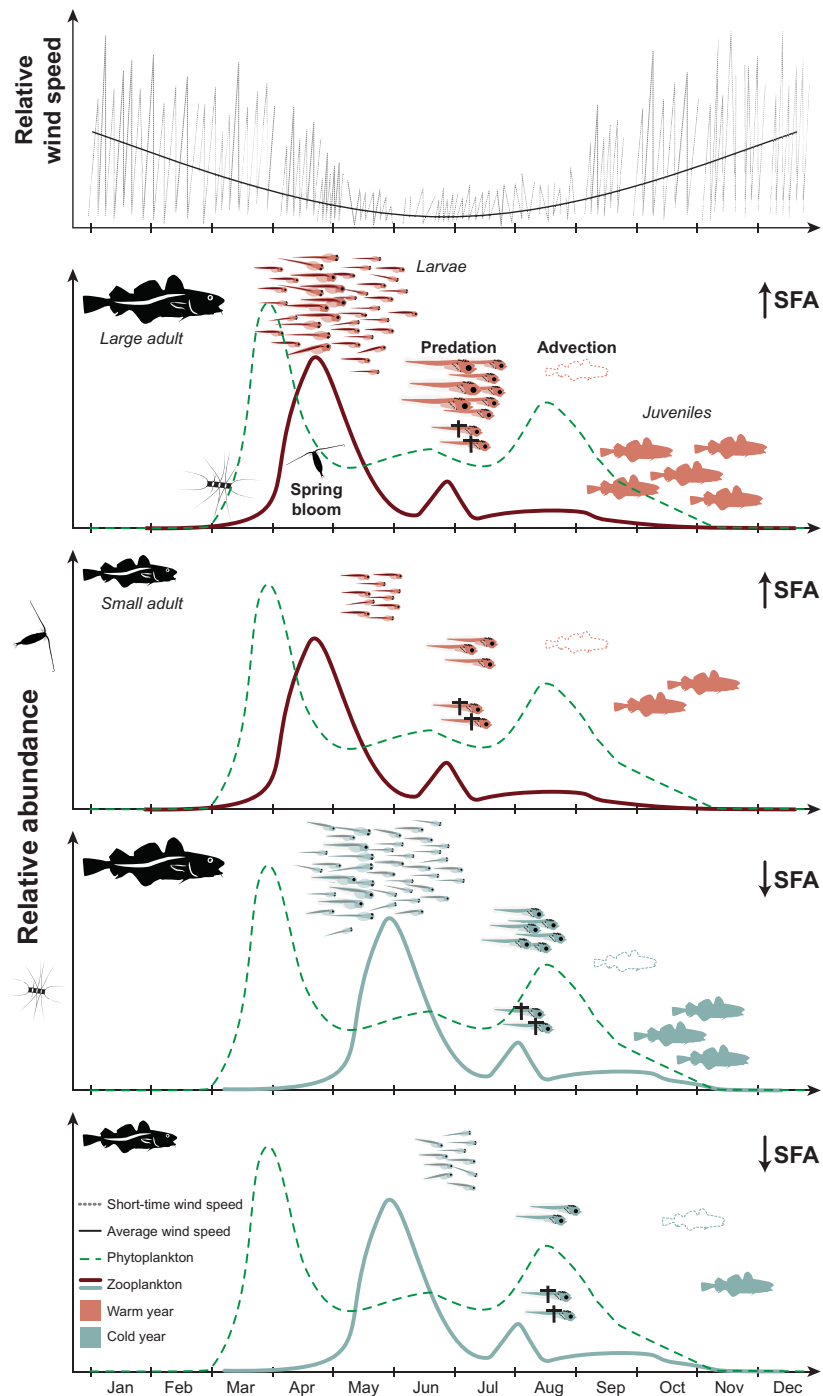 Relative
wind speed
Larvae
SFA
Large adult
Predation
Advection
Juveniles
Spring
bloom
SFA
Small adult
Relative abundance
SFA
SFA
Short-time wind speed
Average wind speed
Phytoplankton
Zooplankton
Warm year
Cold year
Jan Feb Mar Apr May Jun Jul Aug Sep Oct Nov Dec